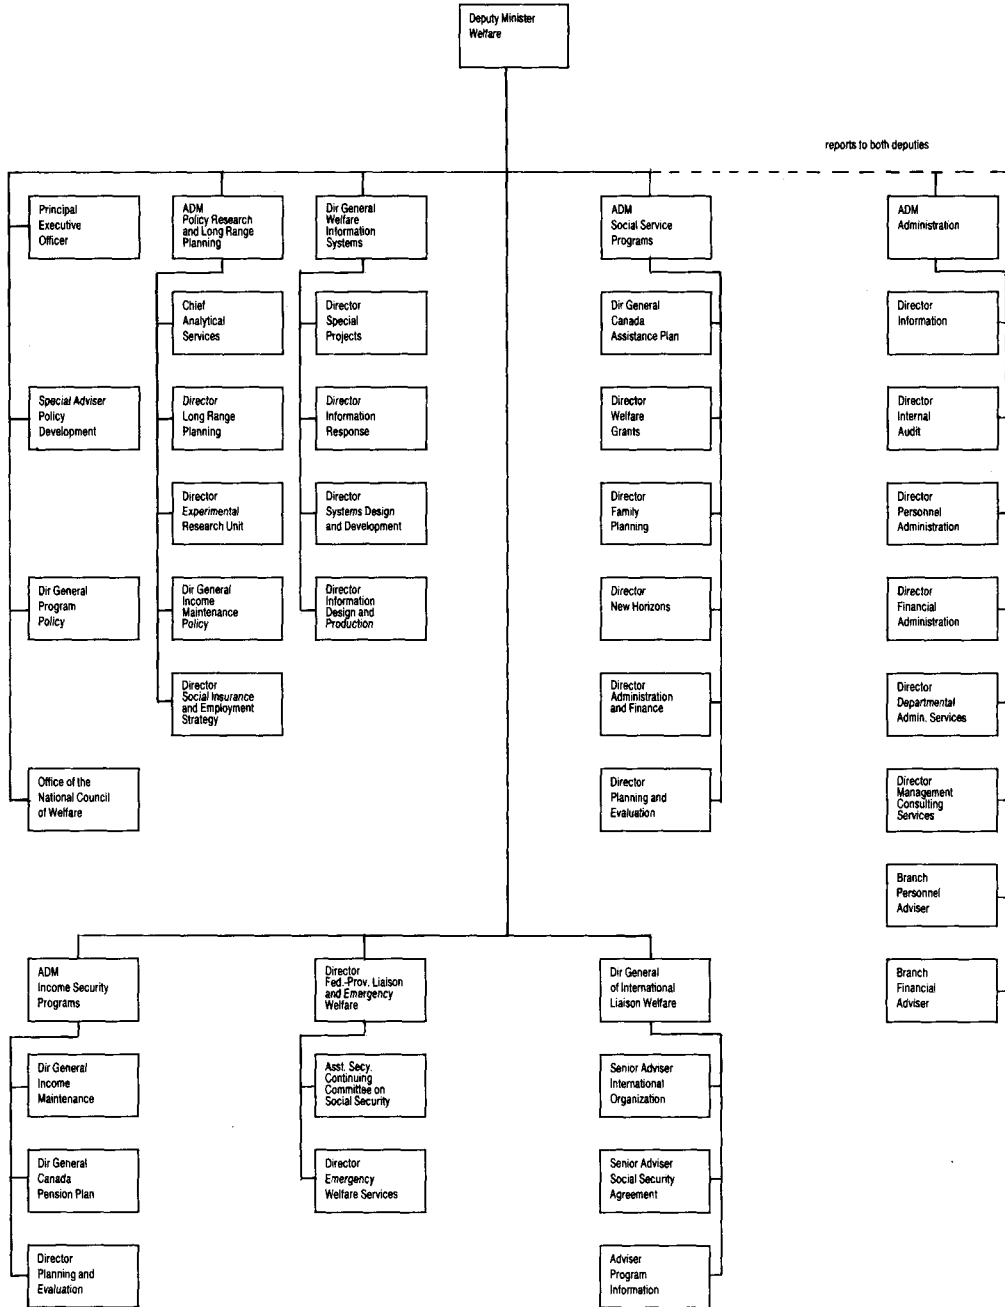 Deputy Minister
Welfare
reports to both deputies
Principal
Executive
Officer
ADM
Policy Research
and Long Range
Planning
Dir General
Welfare
Information
Systems
ADM
Social Service
Programs
ADM
Administration
Chief
Analytical
Services
Director
Special
Projects
Dir General
Canada
Assistance Plan
Director
Information
Special Adviser
Policy
Development
Director
Long Range
Planning
Director
Information
Response
Director
Welfare
Grants
Director
Internal
Audit
Director
Experimental
Research Unit
Director
Systems Design
and Development
Director
Family
Planning
Director
Personnel
Administration
Dir General
Program
Policy
Dir General
Income
Maintenance
Policy
Director
Information
Design and
Production
Director
New Horizons
Director
Financial
Administration
Director
Social Insurance
and Employment
Strategy
Director
Administration
and Finance
Director
Departmental
Admin. Services
Office of the
National Council
of Welfare
Director
Planning and
Evaluation
Director
Management
Consulting
Services
Branch
Personnel
Adviser
ADM
Income Security
Programs
Director
Fed.-Prov. Liaison
and Emergency
Welfare
Dir General
of International
Liaison Welfare
Branch
Financial
Adviser
Dir General
Income
Maintenance
Asst. Secy.
Continuing
Committee on
Social Security
Senior Adviser
International
Organization
Dir General
Canada
Pension Plan
Director
Emergency
Welfare Services
Senior Adviser
Social Security
Agreement
Director
Planning and
Evaluation
Adviser
Program
Information